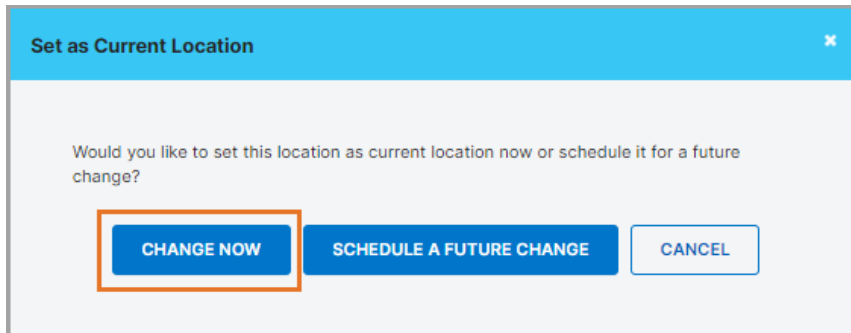 Set as Current Location
Would you like to set this location as current location now or schedule it for a future
change?
CHANGE NOW
SCHEDULE A FUTURE CHANGE
CANCEL